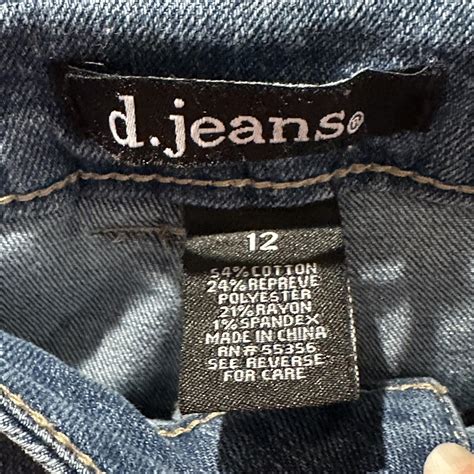 d.jeans®
12
54% COTTON
24% REPREVE
POLYESTER
21% RAYON
1% SPANDEX
MADE IN CHINA
RN# 55356
SEE REVERSE
FOR CARE